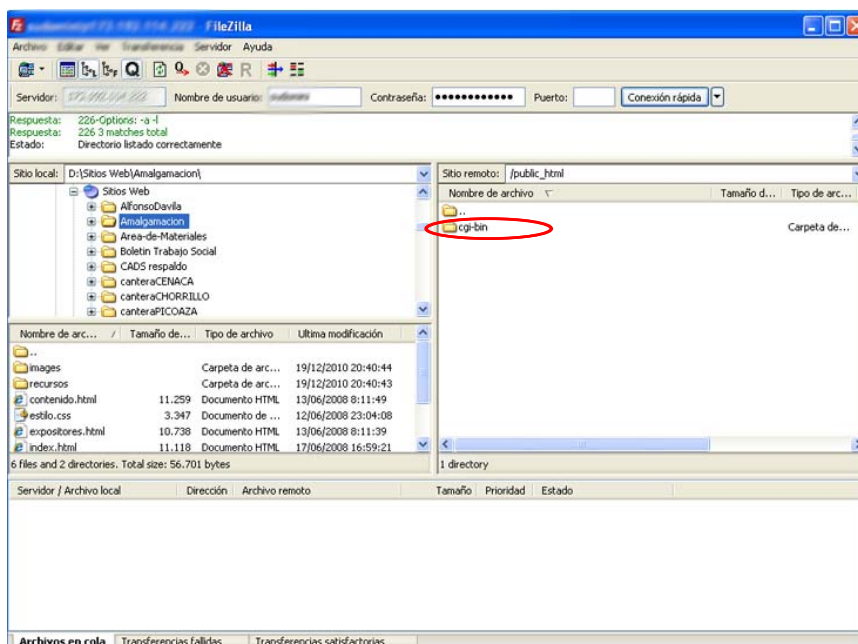 FileZilla
Archivo Editar Ver Transferencia Servidor Ayuda
Servidor: Nombre de usuario: Contraseña: •••••••••••• Puerto: Conexión rápida
Respuesta: 226-Options: -a -l
Respuesta: 226 3 matches total
Estado: Directorio listado correctamente
Sitio local: D:\Sitios Web\Amalgamacion\
Sitios Web
AlfonsoDavila
Amalgamacion
Area-de-Materiales
Boletin Trabajo Social
CADS respaldo
canteraCENACA
canteraCHORRILLO
canteraPICOAZA
Sitio remoto: /public_html
Nombre de archivo Tamaño d... Tipo de arc...
..
cgi-bin Carpeta de...
Nombre de arc... / Tamaño de... Tipo de archivo Ultima modificación
..
images Carpeta de arc... 19/12/2010 20:40:44
recursos Carpeta de arc... 19/12/2010 20:40:43
contenido.html 11.259 Documento HTML 13/06/2008 8:11:49
estilo.css 3.347 Documento de ... 12/06/2008 23:04:08
expositores.html 10.738 Documento HTML 13/06/2008 8:11:39
index.html 11.118 Documento HTML 17/06/2008 16:59:21
6 files and 2 directories. Total size: 56.701 bytes
1 directory
Servidor / Archivo local Dirección Archivo remoto Tamaño Prioridad Estado
Archivos en cola Transferencias fallidas Transferencias satisfactorias